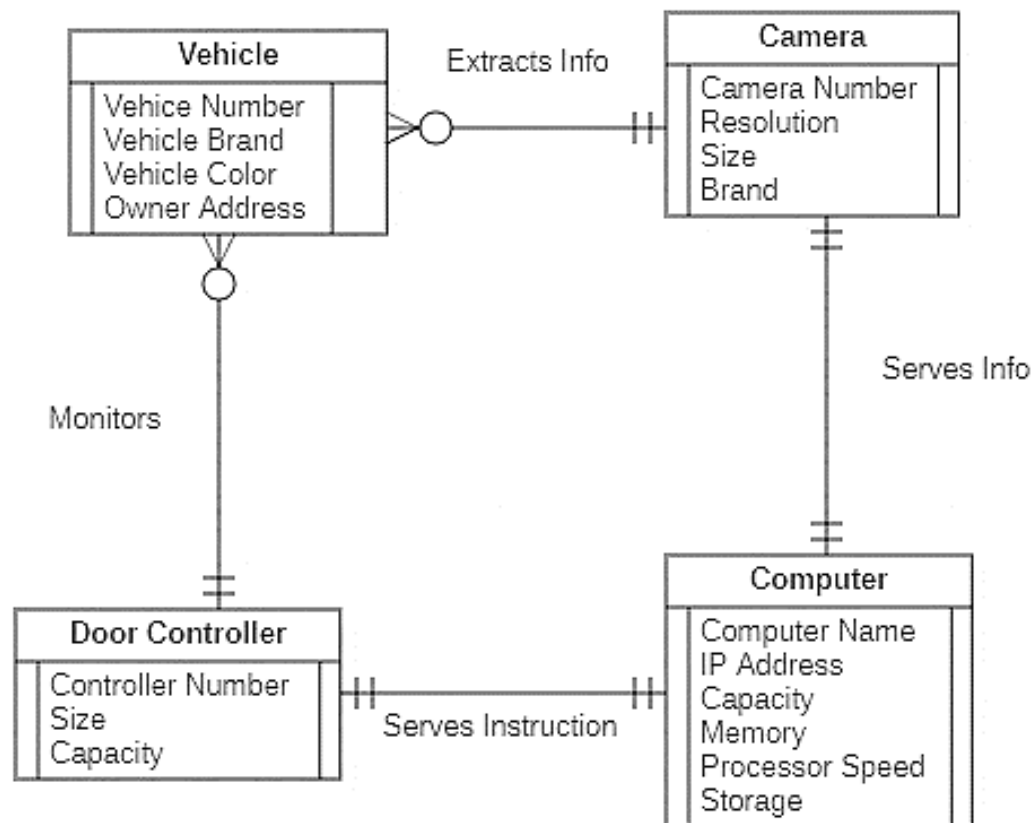 Vehicle
Vehice Number
Vehicle Brand
Vehicle Color
Owner Address
Extracts Info
Camera
Camera Number
Resolution
Size
Brand
Monitors
Serves Info
Door Controller
Controller Number
Size
Capacity
Serves Instruction
Computer
Computer Name
IP Address
Capacity
Memory
Processor Speed
Storage